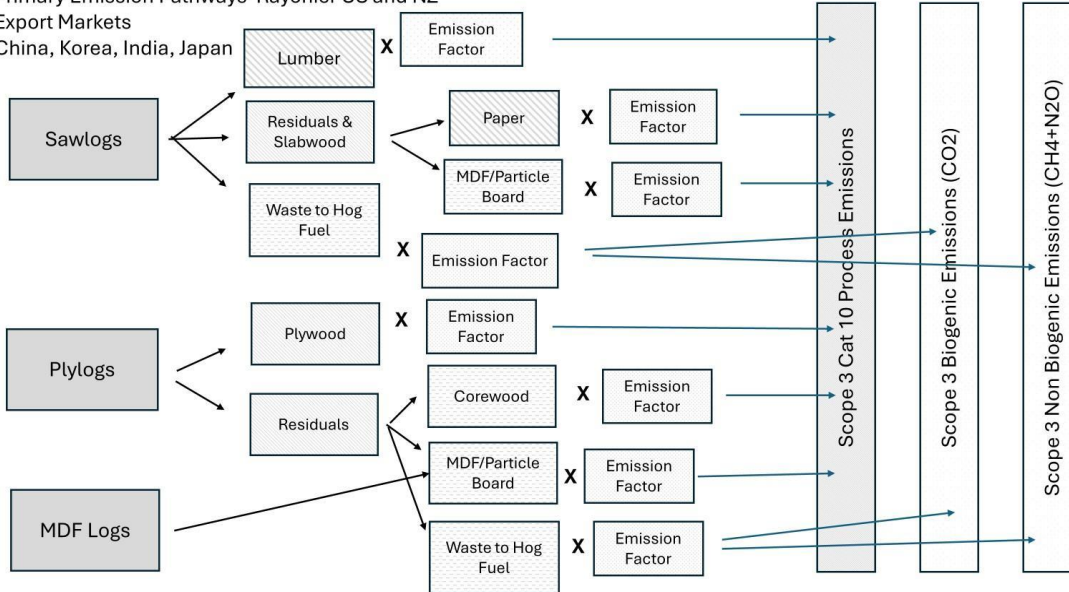 Primary Emission Pathways Rayonier US and NZ
Export Markets
China, Korea, India, Japan
Lumber
X
Emission
Factor
Sawlogs
Residuals &
Slabwood
Paper
X
Emission
Factor
MDF/Particle
Board
X
Emission
Factor
Waste to Hog
Fuel
X
Emission Factor
Plylogs
Plywood
X
Emission
Factor
Residuals
Corewood
X
Emission
Factor
MDF/Particle
Board
X
Emission
Factor
MDF Logs
Waste to Hog
Fuel
X
Emission
Factor
Scope 3 Cat 10 Process Emissions
Scope 3 Biogenic Emissions (CO2)
Scope 3 Non Biogenic Emissions (CH4+N2O)